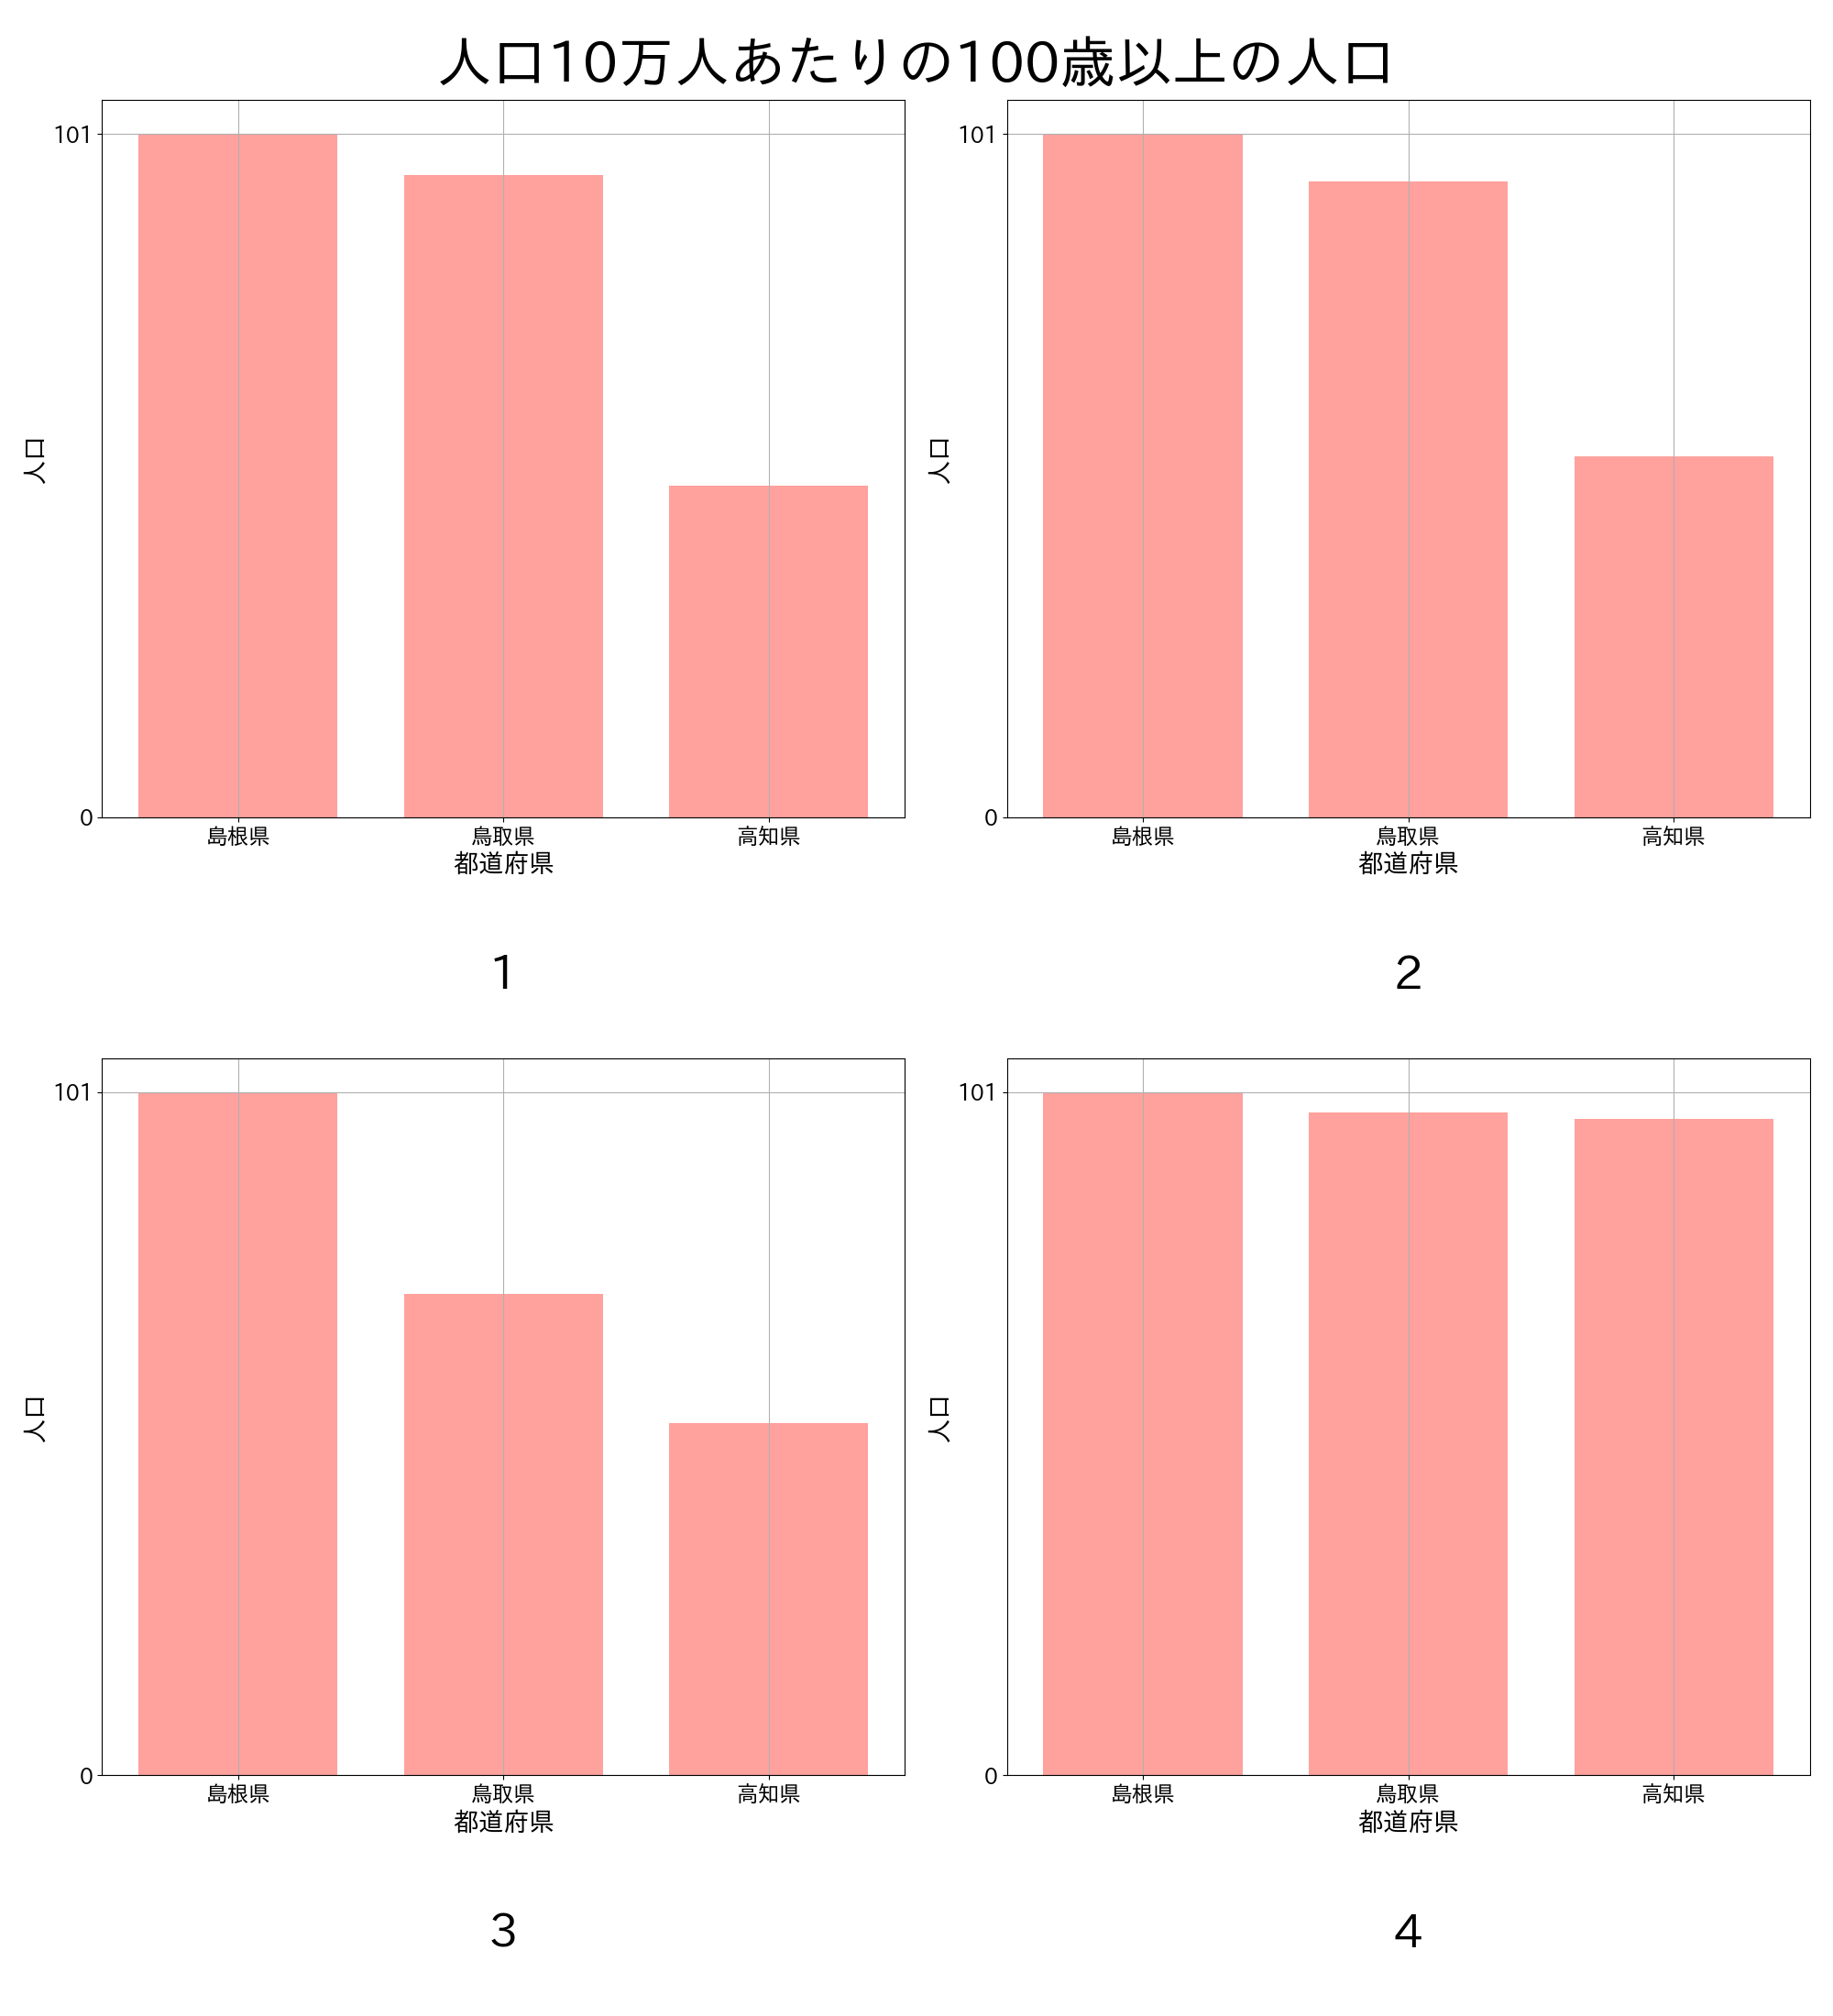 人口10万人あたりの100歳以上の人口
101
人口
0
島根県 鳥取県 高知県
都道府県
1
101
人口
0
島根県 鳥取県 高知県
都道府県
2
101
人口
0
島根県 鳥取県 高知県
都道府県
3
101
人口
0
島根県 鳥取県 高知県
都道府県
4